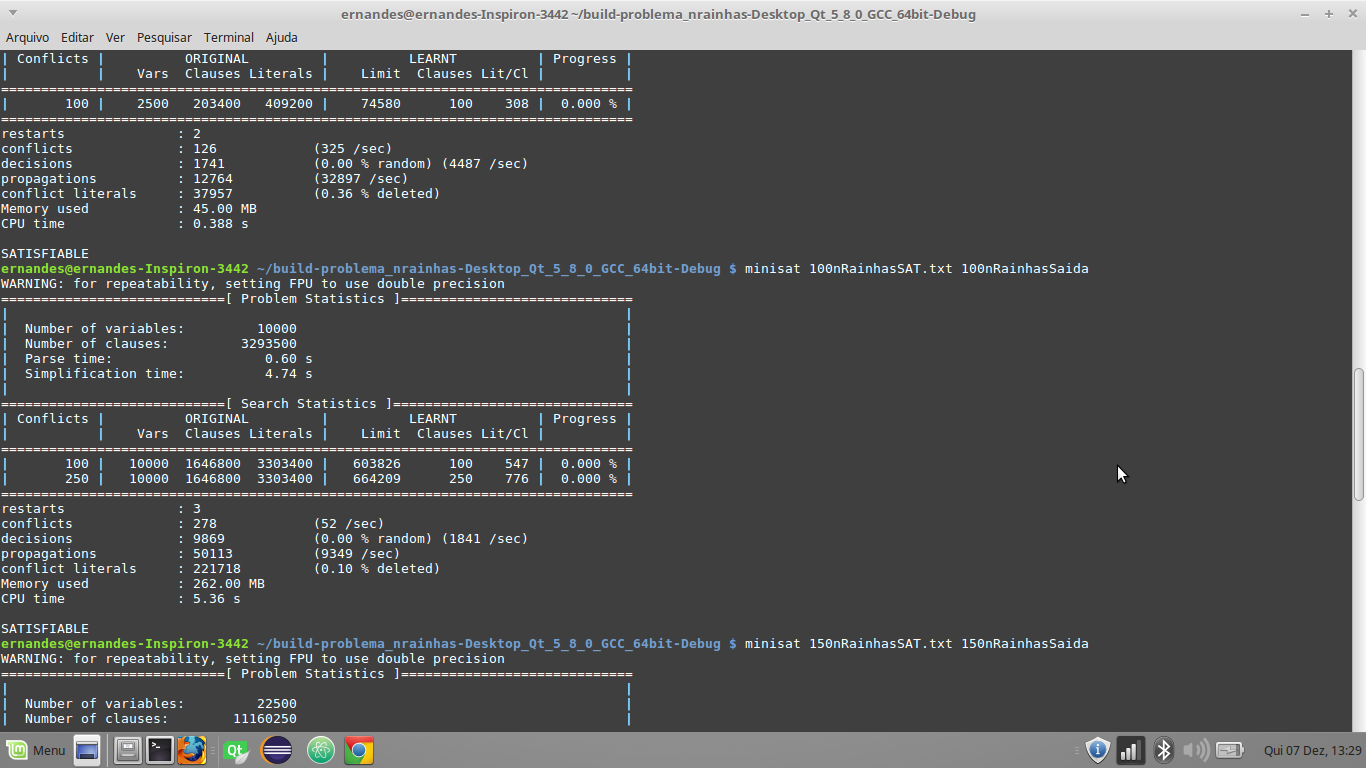 ernandes@ernandes-Inspiron-3442 ~/build-problema_nrainhas-Desktop_Qt_5_8_0_GCC_64bit-Debug
Arquivo Editar Ver Pesquisar Terminal Ajuda
| Conflicts |          ORIGINAL         |          LEARNT          | Progress |
|           |    Vars  Clauses Literals |    Limit  Clauses Lit/Cl |          |
===============================================================================
|       100 |    2500   203400   409200 |    74580      100    308 |  0.000 % |
===============================================================================
restarts              : 2
conflicts             : 126            (325 /sec)
decisions             : 1741           (0.00 % random) (4487 /sec)
propagations          : 12764          (32897 /sec)
conflict literals     : 37957          (0.36 % deleted)
Memory used           : 45.00 MB
CPU time              : 0.388 s
SATISFIABLE
ernandes@ernandes-Inspiron-3442 ~/build-problema_nrainhas-Desktop_Qt_5_8_0_GCC_64bit-Debug $ minisat 100nRainhasSAT.txt 100nRainhasSaida
WARNING: for repeatability, setting FPU to use double precision
============================[ Problem Statistics ]=============================
|                                                                             |
|  Number of variables:         10000                                         |
|  Number of clauses:         3293500                                         |
|  Parse time:                   0.60 s                                       |
|  Simplification time:          4.74 s                                       |
|                                                                             |
============================[ Search Statistics ]==============================
| Conflicts |          ORIGINAL         |          LEARNT          | Progress |
|           |    Vars  Clauses Literals |    Limit  Clauses Lit/Cl |          |
===============================================================================
|       100 |   10000  1646800  3303400 |   603826      100    547 |  0.000 % |
|       250 |   10000  1646800  3303400 |   664209      250    776 |  0.000 % |
===============================================================================
restarts              : 3
conflicts             : 278            (52 /sec)
decisions             : 9869           (0.00 % random) (1841 /sec)
propagations          : 50113          (9349 /sec)
conflict literals     : 221718         (0.10 % deleted)
Memory used           : 262.00 MB
CPU time              : 5.36 s
SATISFIABLE
ernandes@ernandes-Inspiron-3442 ~/build-problema_nrainhas-Desktop_Qt_5_8_0_GCC_64bit-Debug $ minisat 150nRainhasSAT.txt 150nRainhasSaida
WARNING: for repeatability, setting FPU to use double precision
============================[ Problem Statistics ]=============================
|                                                                             |
|  Number of variables:         22500                                         |
|  Number of clauses:        11160250                                         |
Menu Qt Qui 07 Dez, 13:29